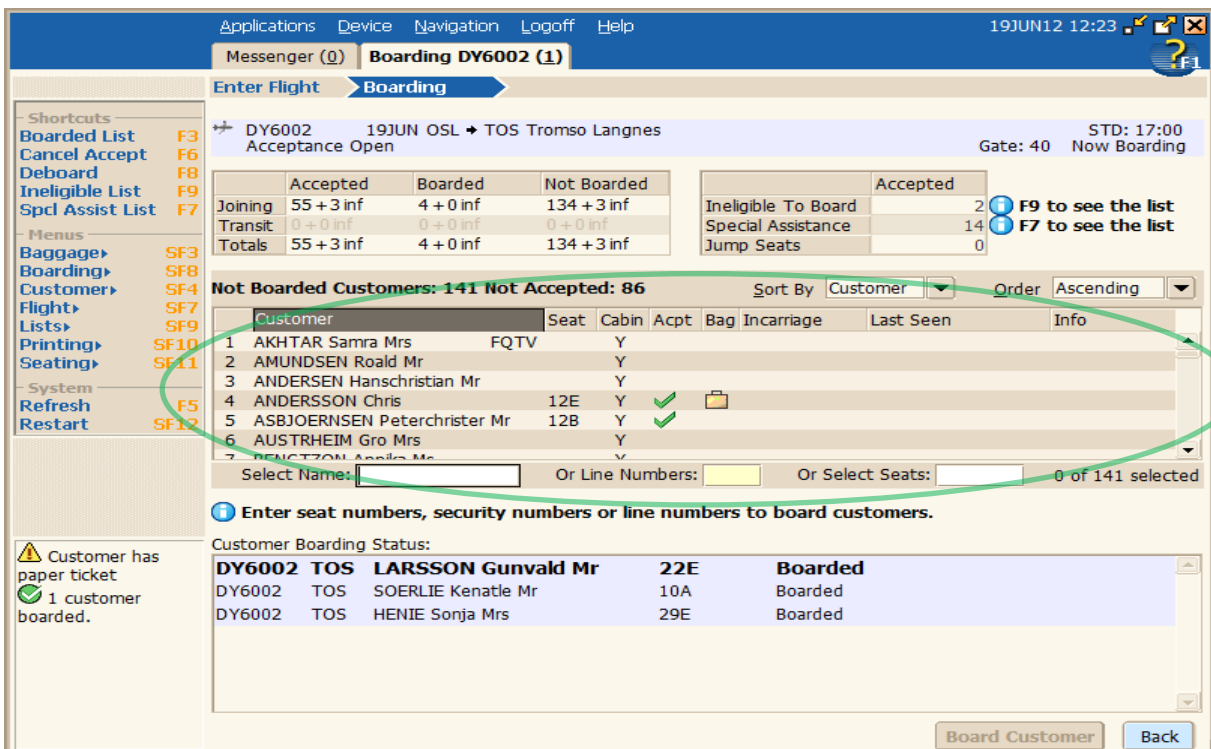 Applications Device Navigation Logoff Help 19JUN12 12:23
Messenger (0) Boarding DY6002 (1)
?F1
Enter Flight Boarding
Shortcuts
Boarded List F3
Cancel Accept F6
Deboard F8
Ineligible List F9
Spcl Assist List F7
Menus
Baggage SF3
Boarding SF8
Customer SF4
Flight SF7
Lists SF9
Printing SF10
Seating SF11
System
Refresh F5
Restart SF12
DY6002 19JUN OSL TOS Tromso Langnes STD: 17:00
Acceptance Open Gate: 40 Now Boarding
Accepted Boarded Not Boarded
Joining 55 + 3 inf 4 + 0 inf 134 + 3 inf
Transit 0 + 0 inf 0 + 0 inf 0 + 0 inf
Totals 55 + 3 inf 4 + 0 inf 134 + 3 inf
Accepted
Ineligible To Board 2 F9 to see the list
Special Assistance 14 F7 to see the list
Jump Seats 0
Not Boarded Customers: 141 Not Accepted: 86 Sort By Customer Order Ascending
Customer Seat Cabin Acpt Bag Incarriage Last Seen Info
1 AKHTAR Samra Mrs FQTV Y
2 AMUNDSEN Roald Mr Y
3 ANDERSEN Hanschristian Mr Y
4 ANDERSSON Chris 12E Y
5 ASBJOERNSEN Peterchrister Mr 12B Y
6 AUSTRHEIM Gro Mrs Y
7 BENGTZON Annika Ms Y
Select Name: Or Line Numbers: Or Select Seats: 0 of 141 selected
Enter seat numbers, security numbers or line numbers to board customers.
Customer has
paper ticket
1 customer
boarded.
Customer Boarding Status:
DY6002 TOS LARSSON Gunvald Mr 22E Boarded
DY6002 TOS SOERLIE Kenatle Mr 10A Boarded
DY6002 TOS HENIE Sonja Mrs 29E Boarded
Board Customer Back